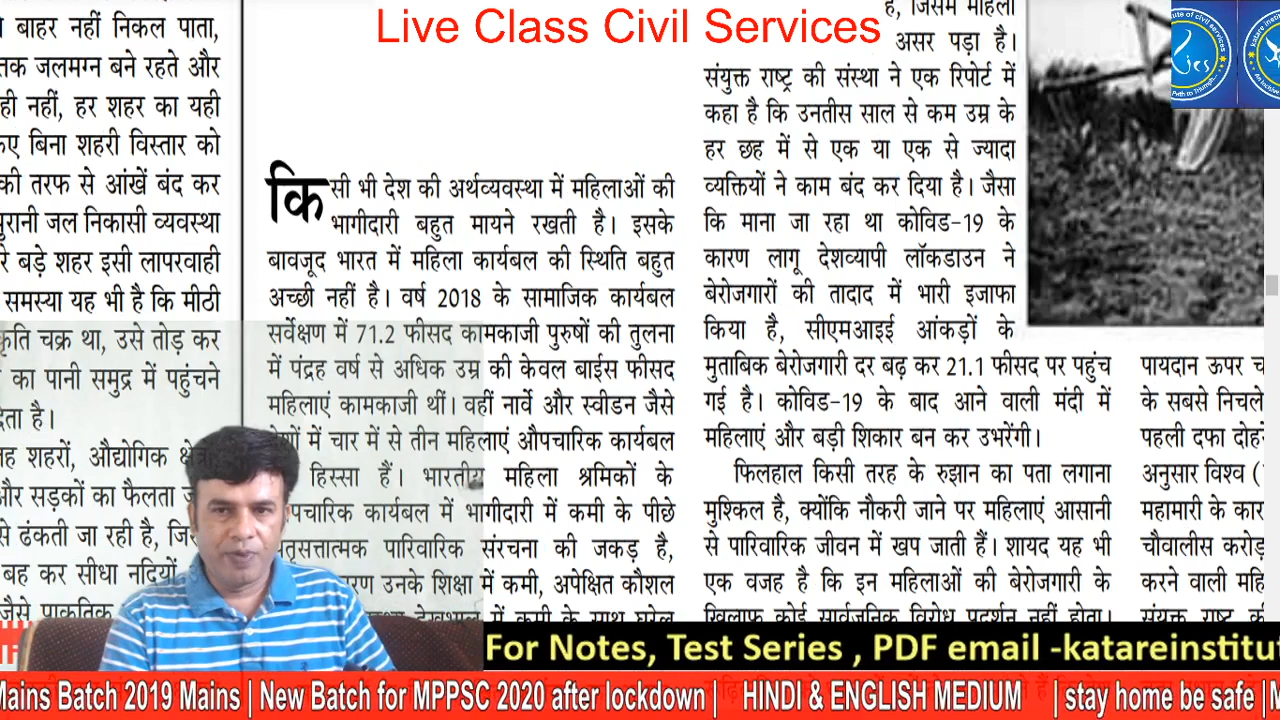 Live Class Civil Services
बाहर नहीं निकल पाता,
जलमग्न बने रहते और
ही नहीं, हर शहर का यही
बिना शहरी विस्तार को
की तरफ से आंखें बंद कर
पुरानी जल निकासी व्यवस्था
बड़े शहर इसी लापरवाही
समस्या यह भी है कि मीठी
चक्र था, उसे तोड़ कर
का पानी समुद्र में पहुंचने
है।
शहरों, औद्योगिक
और सड़कों का फैलता
से ढंकती जा रही है,
बह कर सीधा नदियों
जैसे प्राकृतिक
किसी भी देश की अर्थव्यवस्था में महिलाओं की
भागीदारी बहुत मायने रखती है। इसके
बावजूद भारत में महिला कार्यबल की स्थिति बहुत
अच्छी नहीं है। वर्ष 2018 के सामाजिक कार्यबल
सर्वेक्षण में 71.2 फीसद कामकाजी पुरुषों की तुलना
में पंद्रह वर्ष से अधिक उम्र की केवल बाईस फीसद
महिलाएं कामकाजी थीं। वहीं नार्वे और स्वीडन जैसे
में चार में से तीन महिलाएं औपचारिक कार्यबल
हिस्सा हैं। भारतीय महिला श्रमिकों के
कार्यबल में भागीदारी में कमी के पीछे
पारिवारिक संरचना की जकड़ है,
उनके शिक्षा में कमी, अपेक्षित कौशल
में कमी के साथ घरेलू
है, जिसमें महिला
असर पड़ा है।
संयुक्त राष्ट्र की संस्था ने एक रिपोर्ट में
कहा है कि उनतीस साल से कम उम्र के
हर छह में से एक या एक से ज्यादा
व्यक्तियों ने काम बंद कर दिया है। जैसा
कि माना जा रहा था कोविड-19 के
कारण लागू देशव्यापी लॉकडाउन ने
बेरोजगारों की तादाद में भारी इजाफा
किया है, सीएमआइई आंकड़ों के
मुताबिक बेरोजगारी दर बढ़ कर 21.1 फीसद पर पहुंच
गई है। कोविड-19 के बाद आने वाली मंदी में
महिलाएं और बड़ी शिकार बन कर उभरेंगी।
फिलहाल किसी तरह के रुझान का पता लगाना
मुश्किल है, क्योंकि नौकरी जाने पर महिलाएं आसानी
से पारिवारिक जीवन में खप जाती हैं। शायद यह भी
एक वजह है कि इन महिलाओं की बेरोजगारी के
खिलाफ कोई सार्वजनिक विरोध प्रदर्शन नहीं होता।
पायदान ऊपर
के सबसे
पहली दफा
अनुसार विश्व
महामारी के
चौवालीस करोड़
करने वाली
संयुक्त राष्ट्र
For Notes, Test Series , PDF email -katareinstitu
Mains Batch 2019 Mains | New Batch for MPPSC 2020 after lockdown | HINDI & ENGLISH MEDIUM | stay home be safe |